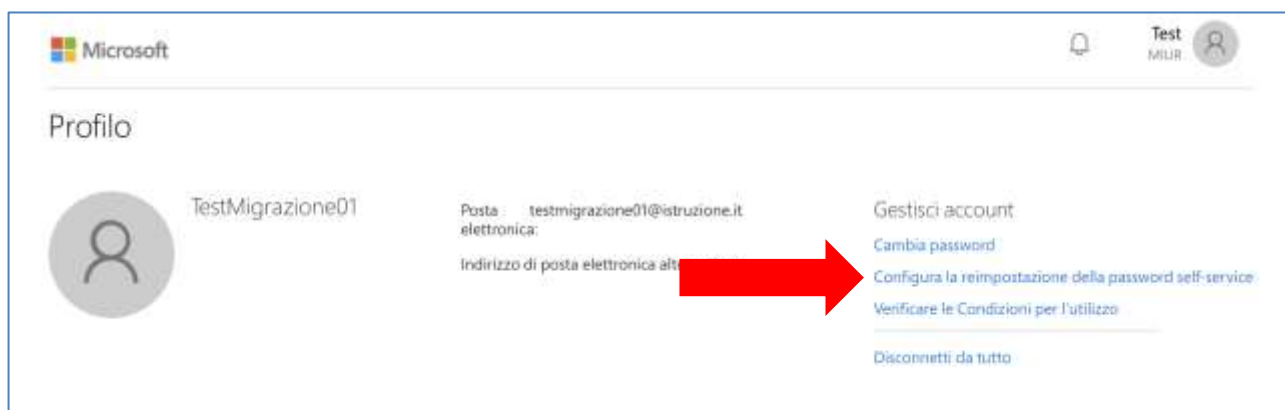 Microsoft
Test
MIUR
Profilo
TestMigrazione01
Posta testmigrazione01@istruzione.it
elettronica:
Indirizzo di posta elettronica
Gestisci account
Cambia password
Configura la reimpostazione della password self-service
Verificare le Condizioni per l'utilizzo
Disconnetti da tutto